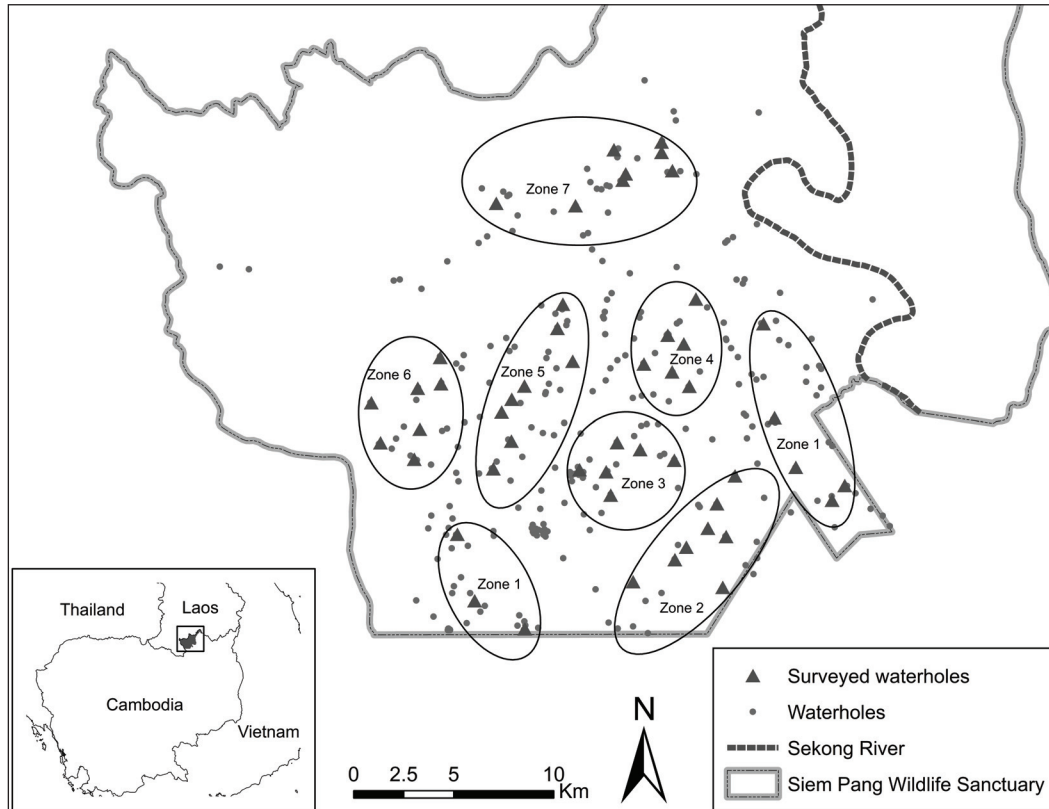 Zone 7
Zone 4
Zone 6
Zone 5
Zone 1
Zone 3
Zone 1
Zone 2
Thailand
Laos
Cambodia
Vietnam
N
0 2.5 5 10
Km
Surveyed waterholes
Waterholes
Sekong River
Siem Pang Wildlife Sanctuary